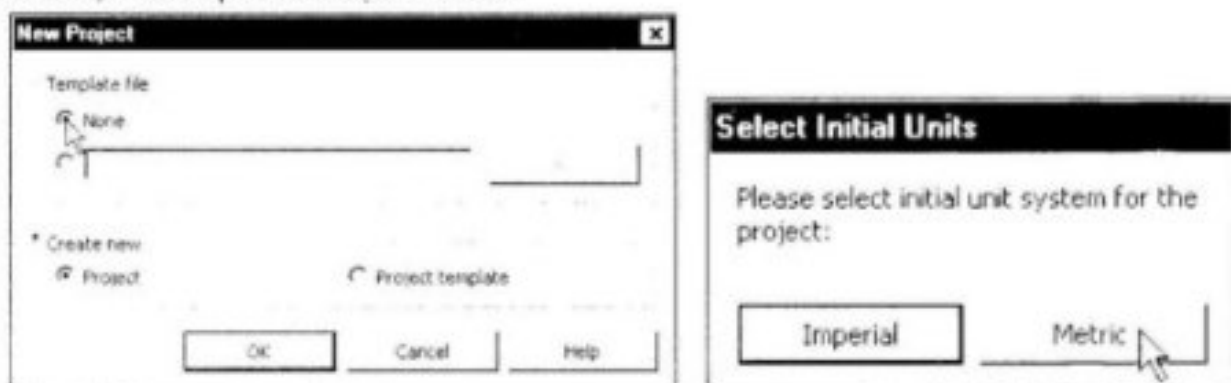 New Project
Template file
None
Create new
Project
Project template
OK
Cancel
Help
Select Initial Units
Please select initial unit system for the
project:
Imperial
Metric